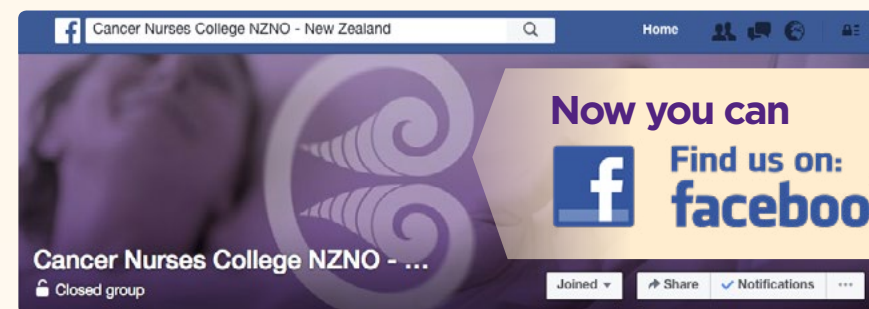 Cancer Nurses College NZNO - New Zealand
Home
Now you can
Find us on:
faceboo
Cancer Nurses College NZNO - ...
Closed group
Joined
Share
Notifications
...